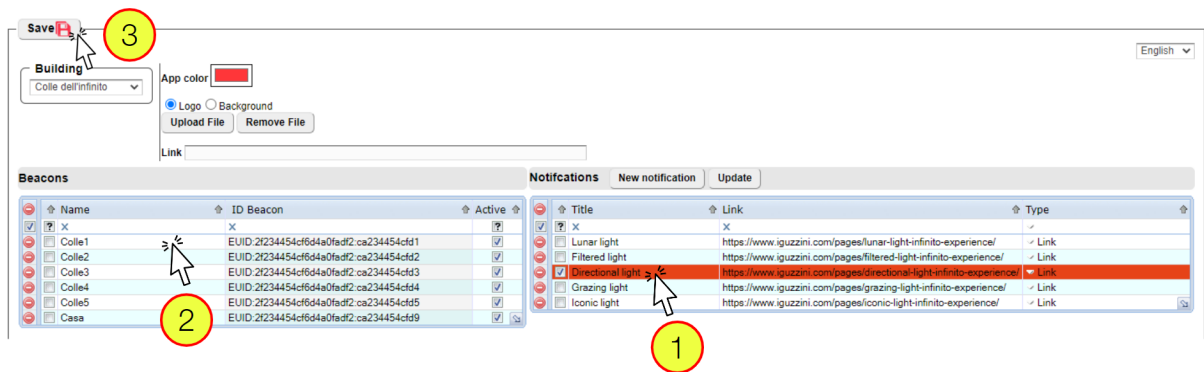 Save
3
English
Building
Colle dell'infinito
App color
Logo Background
Upload File Remove File
Link
Beacons
Name ID Beacon Active
? X X ?
Colle1 EUID:2f234454cf6d4a0fadf2:ca234454cfd1
Colle2 EUID:2f234454cf6d4a0fadf2:ca234454cfd2
Colle3 EUID:2f234454cf6d4a0fadf2:ca234454cfd3
Colle4 EUID:2f234454cf6d4a0fadf2:ca234454cfd4
Colle5 EUID:2f234454cf6d4a0fadf2:ca234454cfd5
Casa EUID:2f234454cf6d4a0fadf2:ca234454cfd9
2
Notifcations New notification Update
Title Link Type
? X X
Lunar light https://www.iguzzini.com/pages/lunar-light-infinito-experience/ Link
Filtered light https://www.iguzzini.com/pages/filtered-light-infinito-experience/ Link
Directional light https://www.iguzzini.com/pages/directional-light-infinito-experience/ Link
Grazing light https://www.iguzzini.com/pages/grazing-light-infinito-experience/ Link
Iconic light https://www.iguzzini.com/pages/iconic-light-infinito-experience/ Link
1